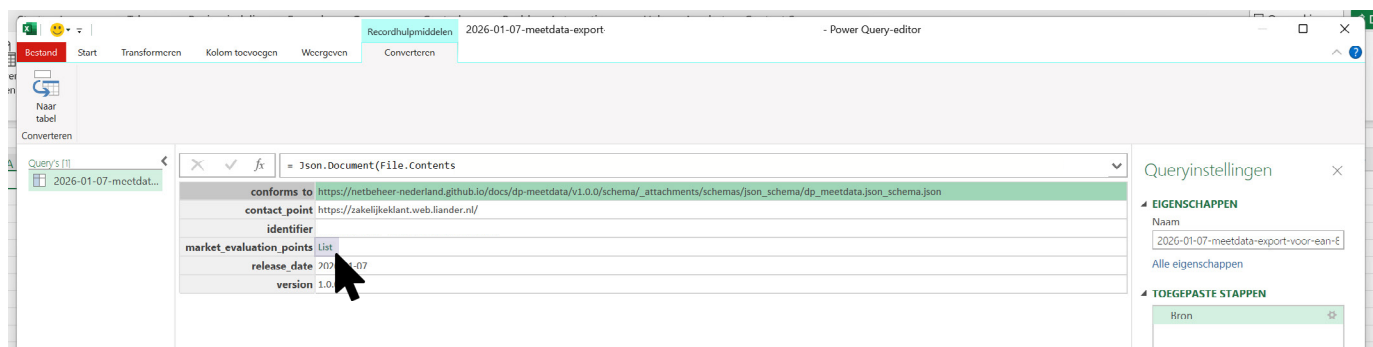 Recordhulpmiddelen 2026-01-07-meetdata-export - Power Query-editor
Bestand Start Transformeren Kolom toevoegen Weergeven Converteren
Naar
tabel
Converteren
Query's [1]
2026-01-07-meetdat...
fx = Json.Document(File.Contents
conforms_to https://netbeheer-nederland.github.io/docs/dp-meetdata/v1.0.0/schema/_attachments/schemas/json_schema/dp_meetdata.json_schema.json
contact_point https://zakelijkeklant.web.liander.nl/
identifier
market_evaluation_points List
release_date
version
Queryinstellingen
EIGENSCHAPPEN
Naam
2026-01-07-meetdata-export-voor-ean-8
Alle eigenschappen
TOEGEPASTE STAPPEN
Bron